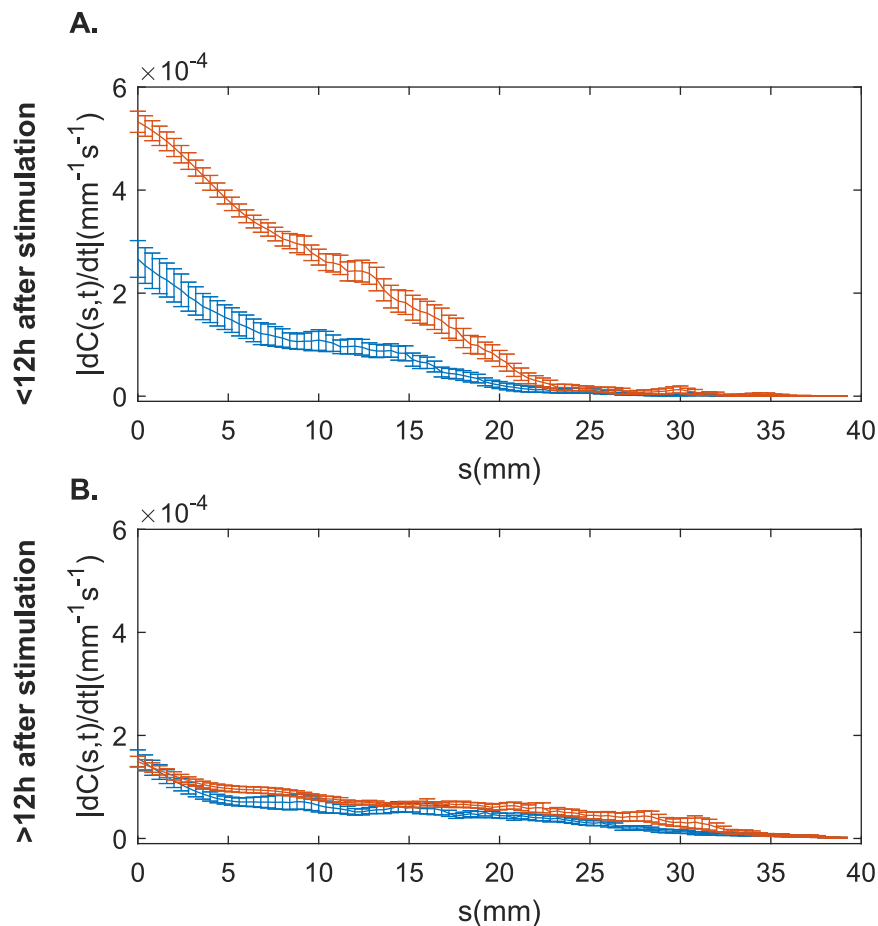 A.
×10⁻⁴
6
4
2
0
|dC(s,t)/dt|(mm⁻¹s⁻¹)
<12h after stimulation
0 5 10 15 20 25 30 35 40
s(mm)
B.
×10⁻⁴
6
4
2
0
|dC(s,t)/dt|(mm⁻¹s⁻¹)
>12h after stimulation
0 5 10 15 20 25 30 35 40
s(mm)